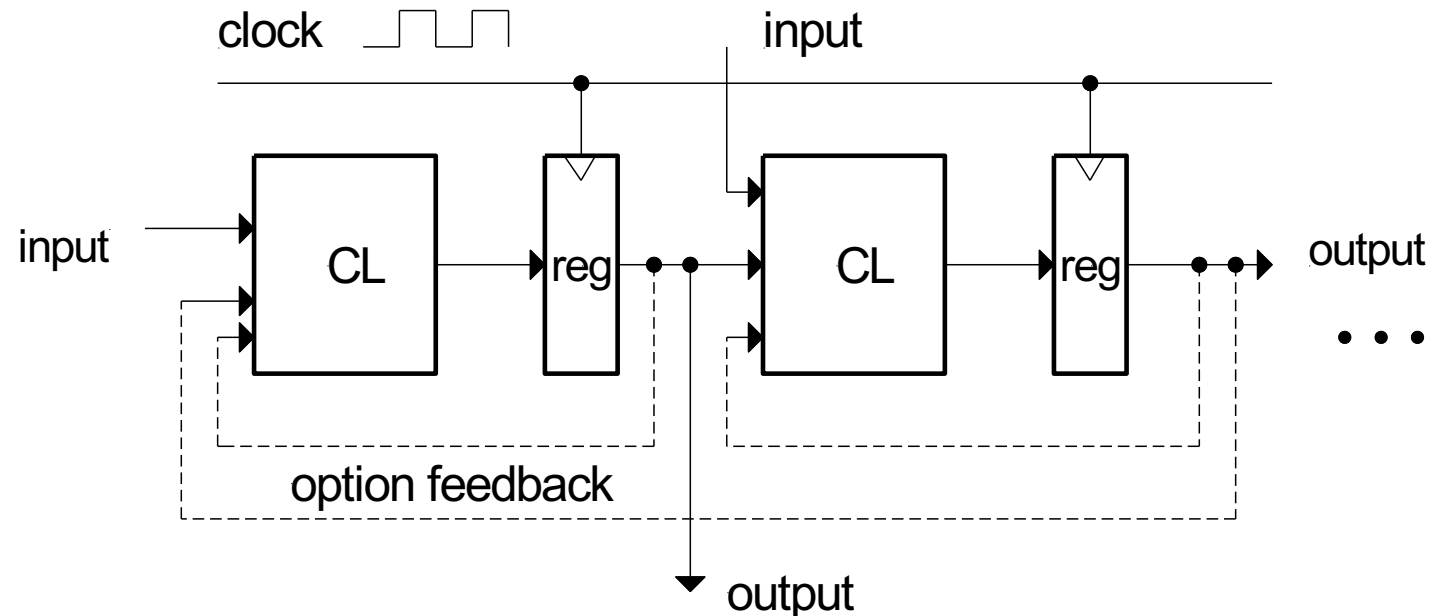 clock
input
input
CL
reg
CL
reg
output
option feedback
output